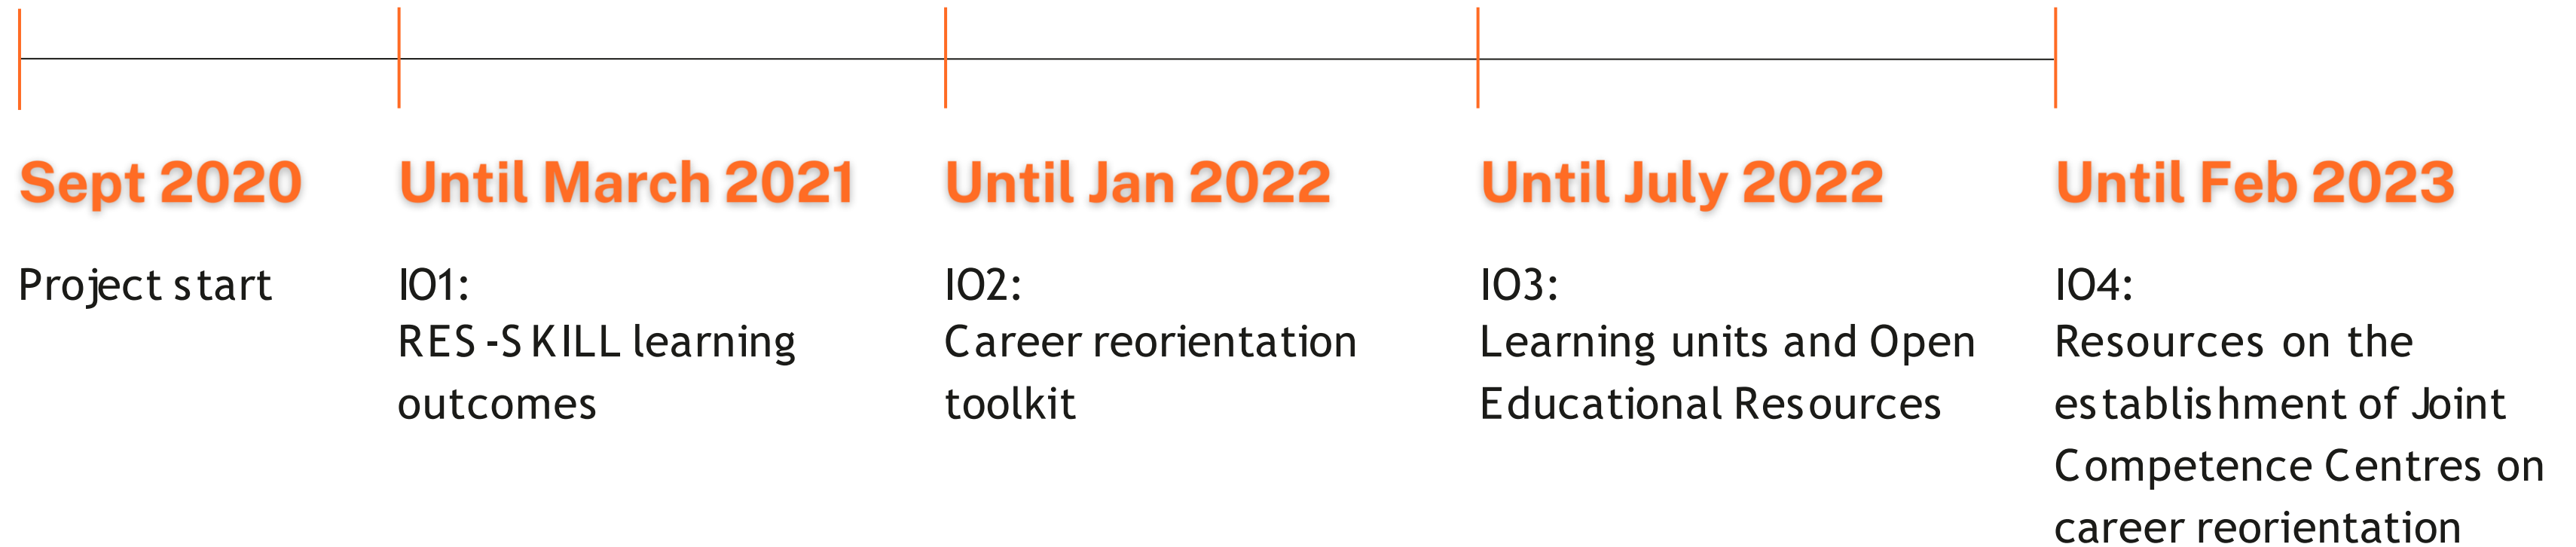 Sept 2020
Project start
Until March 2021
IO1:
RES-SKILL learning
outcomes
Until Jan 2022
IO2:
Career reorientation
toolkit
Until July 2022
IO3:
Learning units and Open
Educational Resources
Until Feb 2023
IO4:
Resources on the
establishment of Joint
Competence Centres on
career reorientation